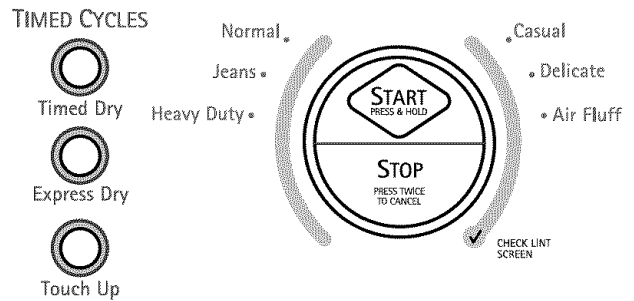 TIMED CYCLES
Timed Dry
Express Dry
Touch Up
Normal
Jeans
Heavy Duty
START
PRESS & HOLD
STOP
PRESS TWICE
TO CANCEL
Casual
Delicate
Air Fluff
CHECK LINT
SCREEN